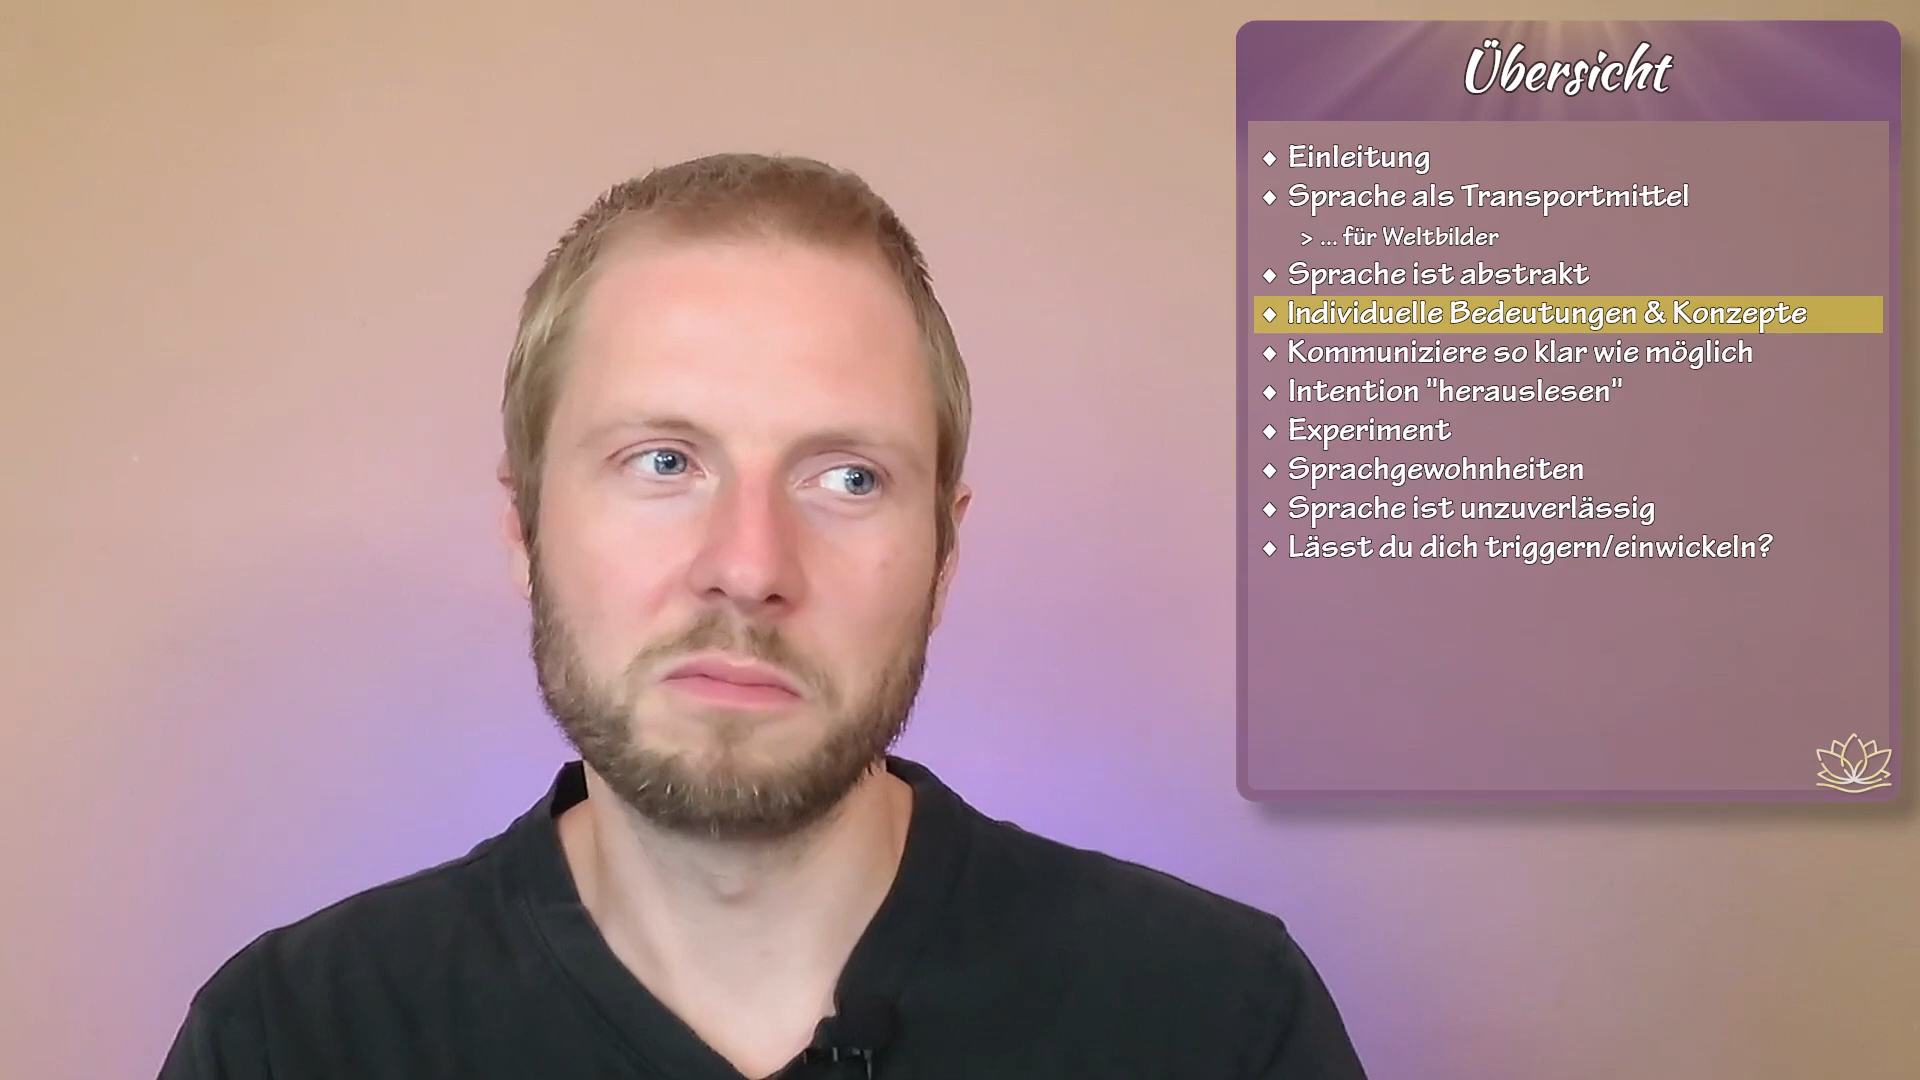 Übersicht
♦ Einleitung
♦ Sprache als Transportmittel
> ... für Weltbilder
♦ Sprache ist abstrakt
♦ Individuelle Bedeutungen & Konzepte
♦ Kommuniziere so klar wie möglich
♦ Intention "herauslesen"
♦ Experiment
♦ Sprachgewohnheiten
♦ Sprache ist unzuverlässig
♦ Lässt du dich triggern/einwickeln?